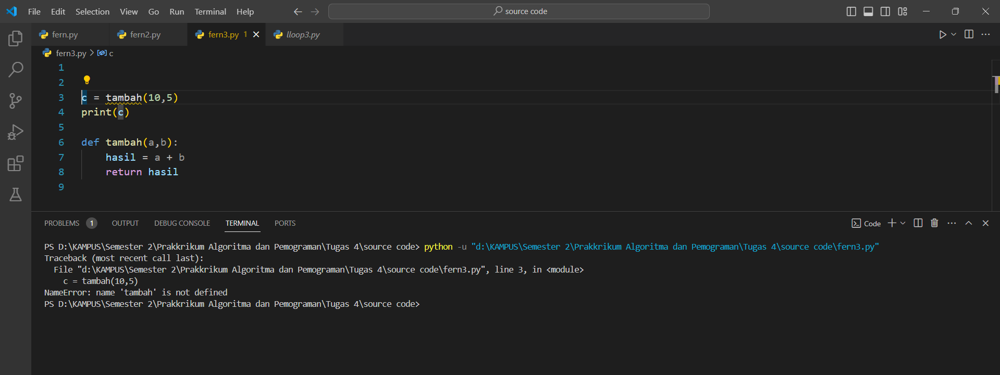 File Edit Selection View Go Run Terminal Help source code
fern.py fern2.py fern3.py 1 lloop3.py
fern3.py > c
1
2
3 c = tambah(10,5)
4 print(c)
5
6 def tambah(a,b):
7     hasil = a + b
8     return hasil
9
PROBLEMS 1 OUTPUT DEBUG CONSOLE TERMINAL PORTS Code
PS D:\KAMPUS\Semester 2\Prakkrikum Algoritma dan Pemograman\Tugas 4\source code> python -u "d:\KAMPUS\Semester 2\Prakkrikum Algoritma dan Pemograman\Tugas 4\source code\fern3.py"
Traceback (most recent call last):
  File "d:\KAMPUS\Semester 2\Prakkrikum Algoritma dan Pemograman\Tugas 4\source code\fern3.py", line 3, in <module>
    c = tambah(10,5)
NameError: name 'tambah' is not defined
PS D:\KAMPUS\Semester 2\Prakkrikum Algoritma dan Pemograman\Tugas 4\source code>